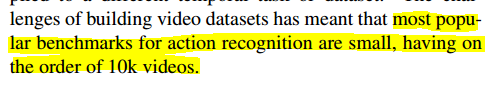 lenges of building video datasets has meant that most popu-
lar benchmarks for action recognition are small, having on
the order of 10k videos.